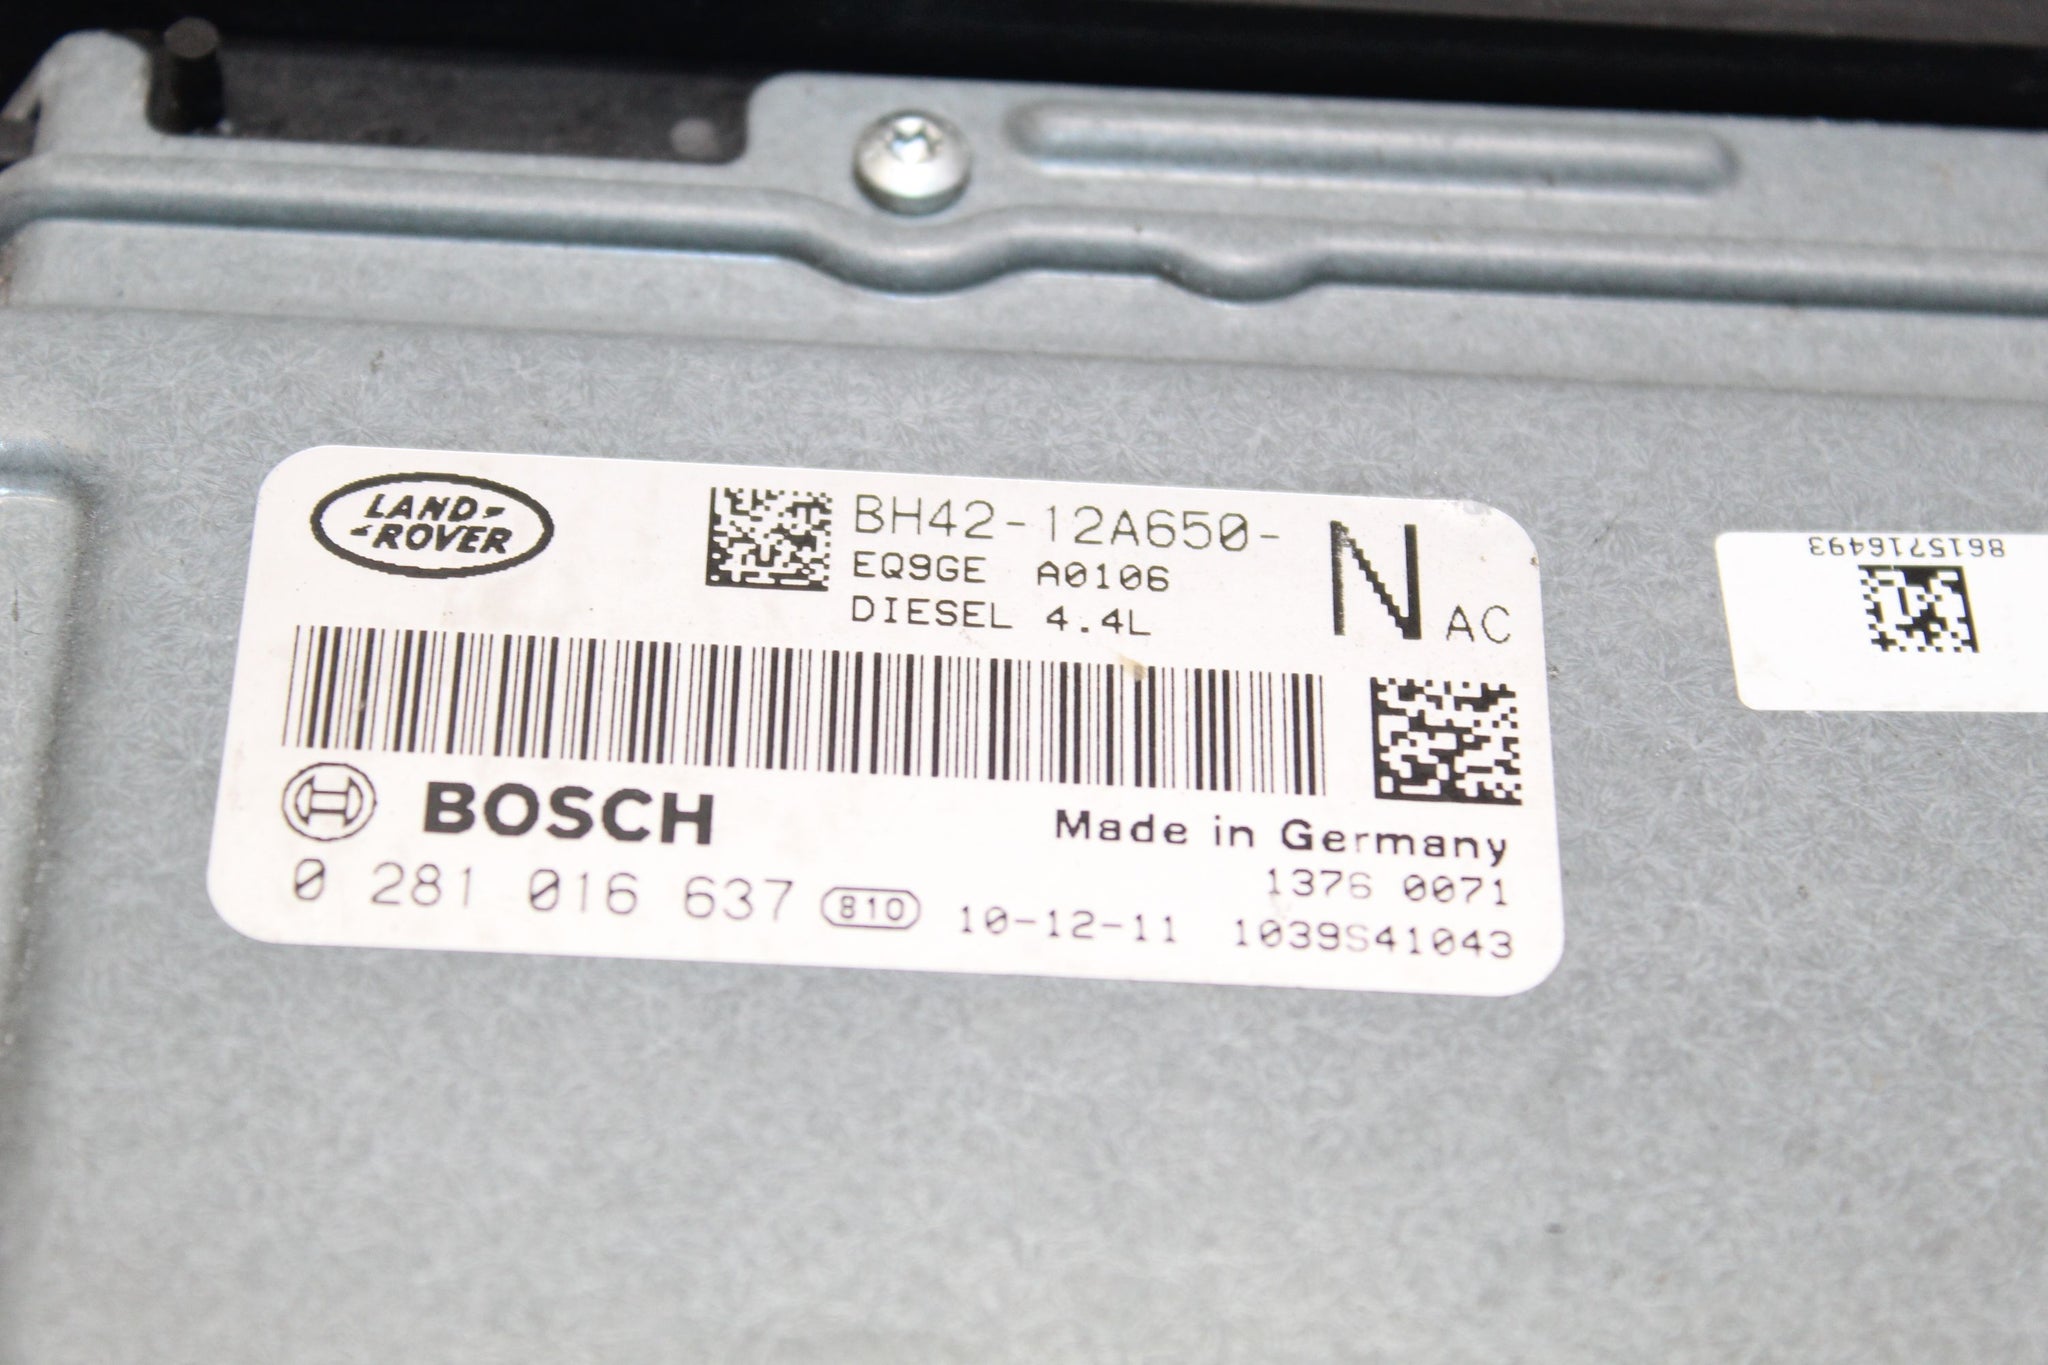 LAND-
-ROVER
BH42-12A650-
N AC
EQ9GE A0106
DIESEL 4.4L
BOSCH
Made in Germany
1376 0071
0 281 016 637 810 10-12-11 1039S41043
8615716493